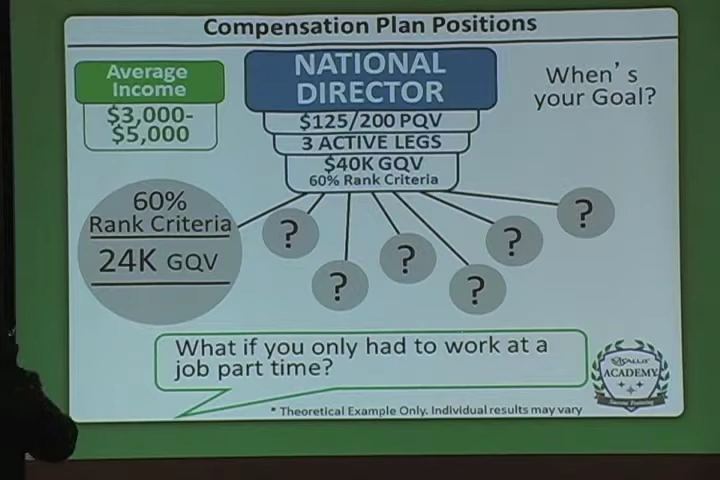 Compensation Plan Positions
Average
Income
$3,000-
$5,000
NATIONAL
DIRECTOR
$125/200 PQV
3 ACTIVE LEGS
$40K GQV
60% Rank Criteria
When's
your Goal?
60%
Rank Criteria
24K GQV
?
?
?
?
?
?
What if you only had to work at a
job part time?
ACADEMY
* Theoretical Example Only. Individual results may vary